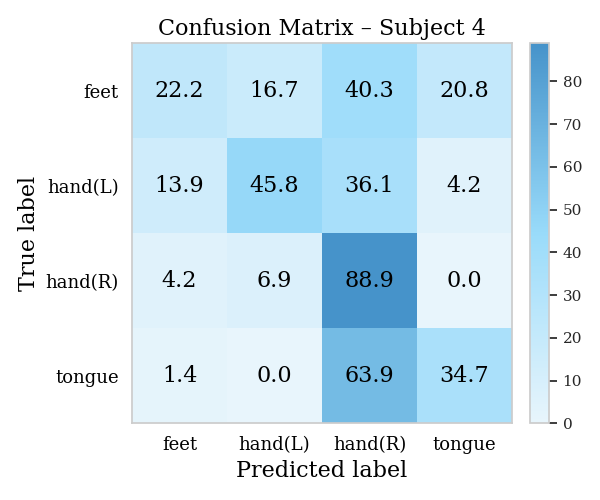 Confusion Matrix – Subject 4
True label
feet 22.2 16.7 40.3 20.8
hand(L) 13.9 45.8 36.1 4.2
hand(R) 4.2 6.9 88.9 0.0
tongue 1.4 0.0 63.9 34.7
feet hand(L) hand(R) tongue
Predicted label
80
70
60
50
40
30
20
10
0